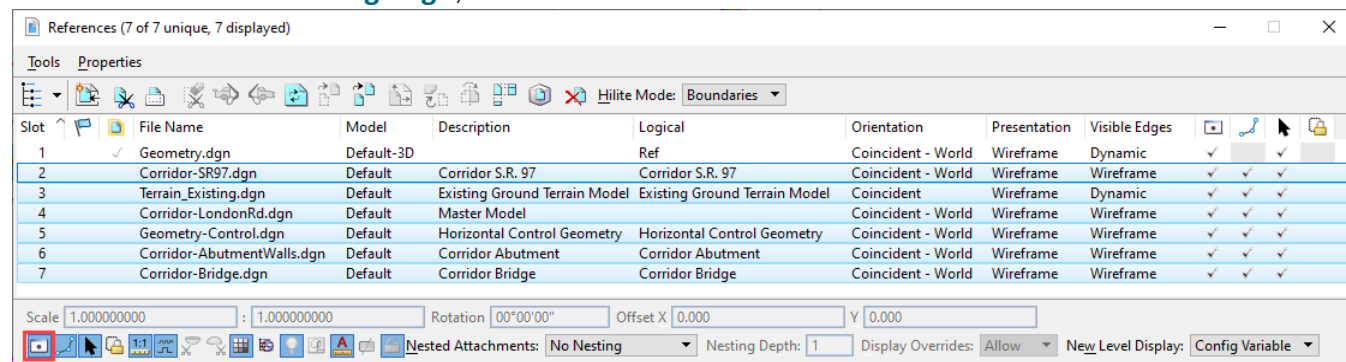 References (7 of 7 unique, 7 displayed)
Tools Properties
Hilite Mode: Boundaries
Slot File Name Model Description Logical Orientation Presentation Visible Edges
1 Geometry.dgn Default-3D Ref Coincident - World Wireframe Dynamic
2 Corridor-SR97.dgn Default Corridor S.R. 97 Corridor S.R. 97 Coincident - World Wireframe Wireframe
3 Terrain_Existing.dgn Default Existing Ground Terrain Model Existing Ground Terrain Model Coincident Wireframe Dynamic
4 Corridor-LondonRd.dgn Default Master Model Coincident - World Wireframe Wireframe
5 Geometry-Control.dgn Default Horizontal Control Geometry Horizontal Control Geometry Coincident - World Wireframe Wireframe
6 Corridor-AbutmentWalls.dgn Default Corridor Abutment Corridor Abutment Coincident - World Wireframe Wireframe
7 Corridor-Bridge.dgn Default Corridor Bridge Corridor Bridge Coincident - World Wireframe Wireframe
Scale 1.000000000 : 1.000000000 Rotation 00°00'00" Offset X 0.000 Y 0.000
1:1 A Nested Attachments: No Nesting Nesting Depth: 1 Display Overrides: Allow New Level Display: Config Variable